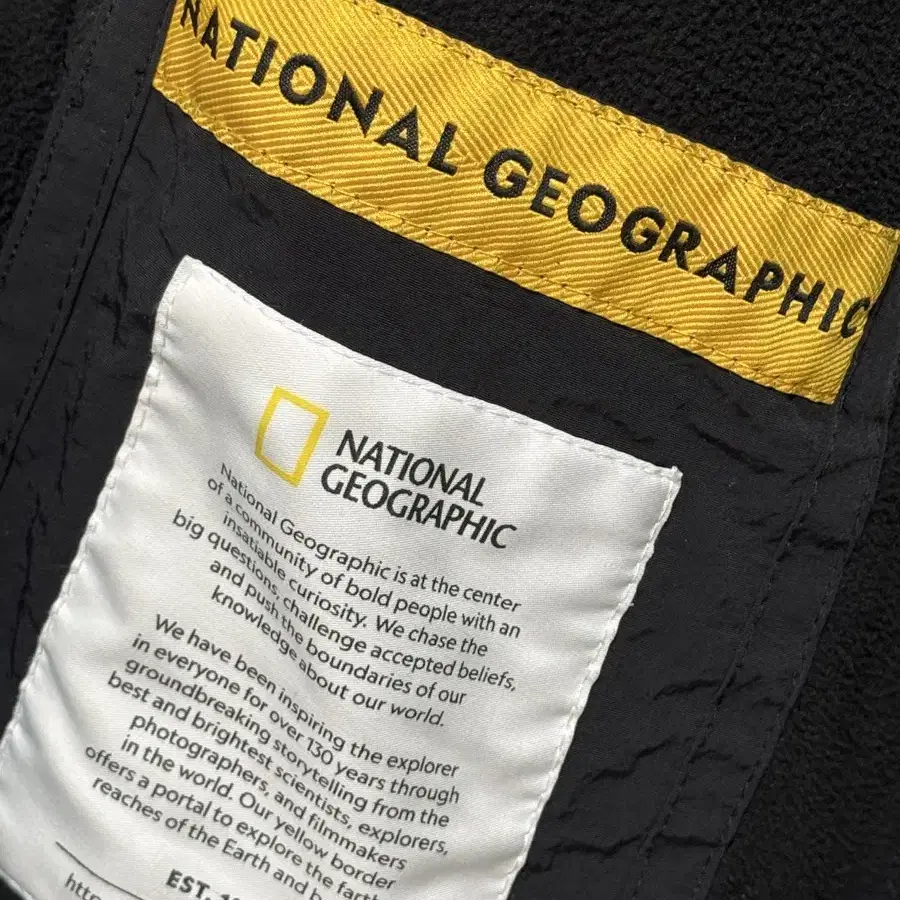 NATIONAL GEOGRAPHIC
NATIONAL
GEOGRAPHIC
National Geographic is at the center
of a community of bold people with an
insatiable curiosity. We chase the
big questions, challenge accepted beliefs,
and push the boundaries of our
knowledge about our world.
We have been inspiring the explorer
in everyone for over 130 years through
groundbreaking storytelling from the
best and brightest scientists, explorers,
photographers, and filmmakers
in the world. Our yellow border
offers a portal to explore the
reaches of the Earth and
EST.